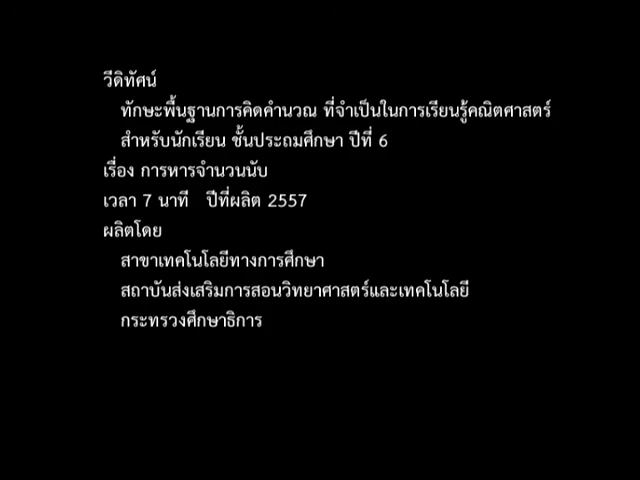 วีดิทัศน์
ทักษะพื้นฐานการคิดคำนวณ ที่จำเป็นในการเรียนรู้คณิตศาสตร์
สำหรับนักเรียน ชั้นประถมศึกษา ปีที่ 6
เรื่อง การหารจำนวนนับ
เวลา 7 นาที ปีที่ผลิต 2557
ผลิตโดย
สาขาเทคโนโลยีทางการศึกษา
สถาบันส่งเสริมการสอนวิทยาศาสตร์และเทคโนโลยี
กระทรวงศึกษาธิการ